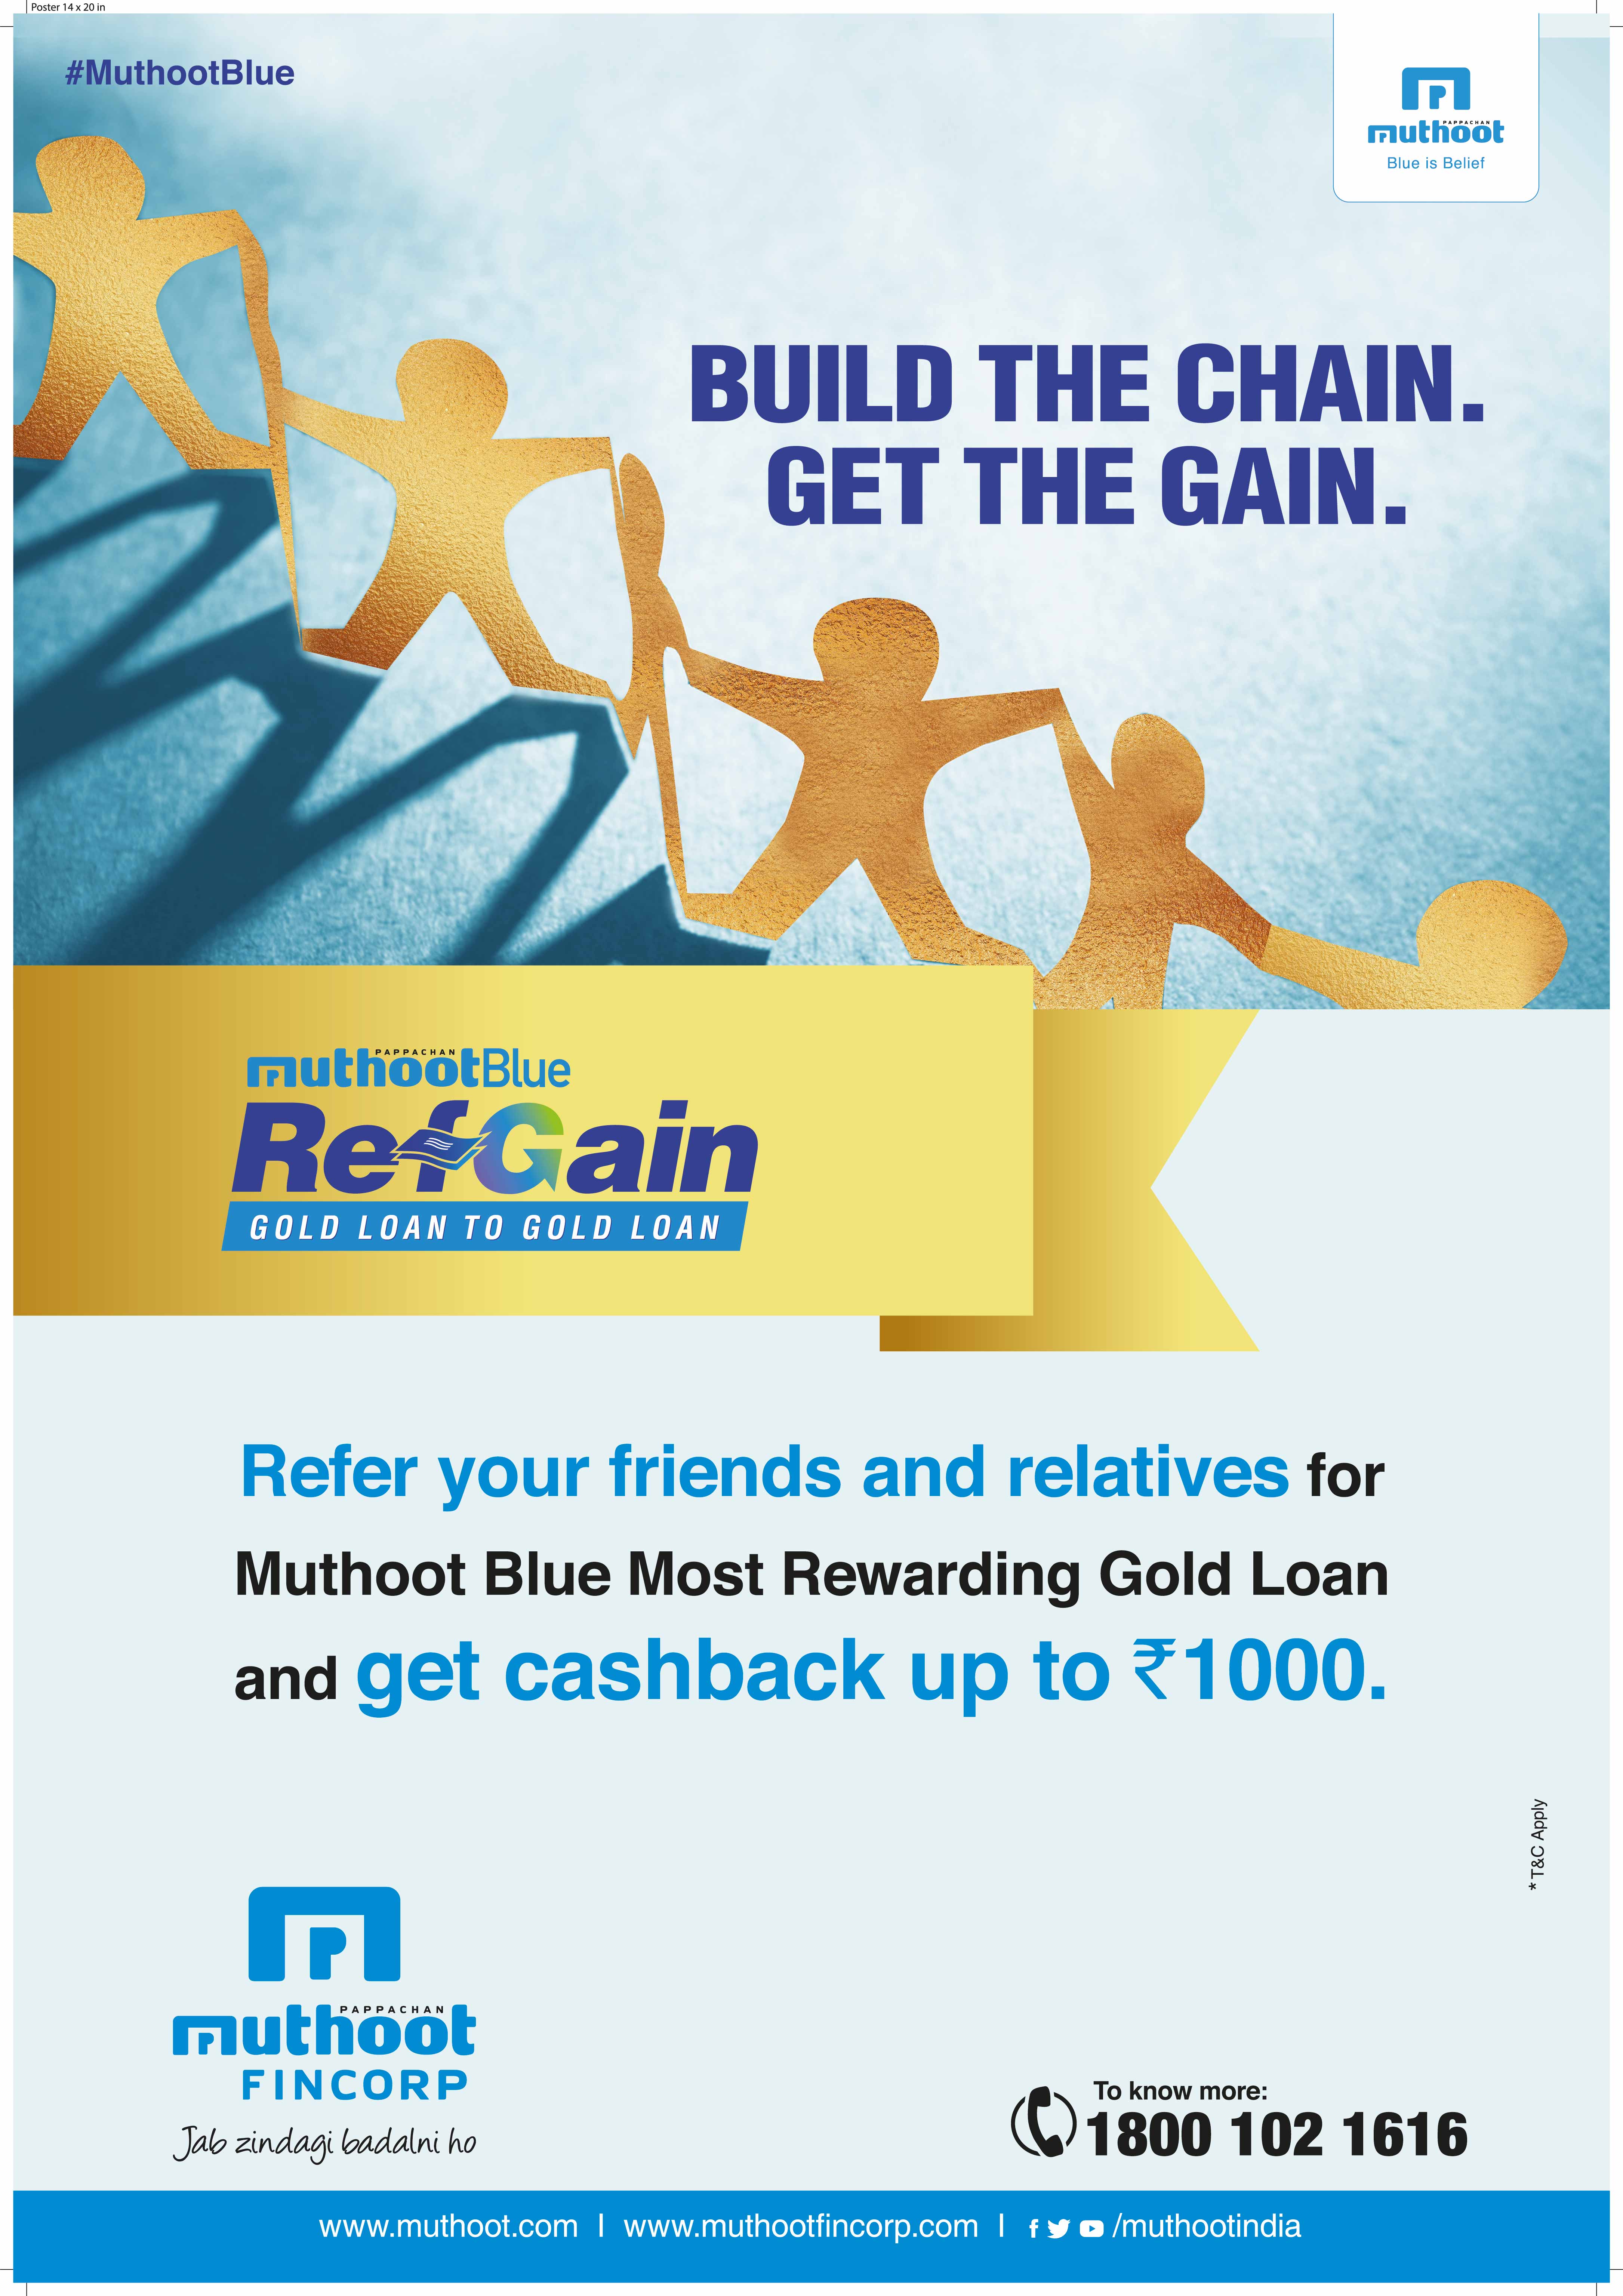 Poster 14 x 20 in
#MuthootBlue
PAPPACHAN
muthoot
Blue is Belief
BUILD THE CHAIN.
GET THE GAIN.
PAPPACHAN
muthootBlue
RefGain
GOLD LOAN TO GOLD LOAN
Refer your friends and relatives for
Muthoot Blue Most Rewarding Gold Loan
and get cashback up to ₹1000.
* T&C Apply
PAPPACHAN
muthoot
FINCORP
Jab zindagi badalni ho
To know more:
1800 102 1616
www.muthoot.com | www.muthootfincorp.com | /muthootindia